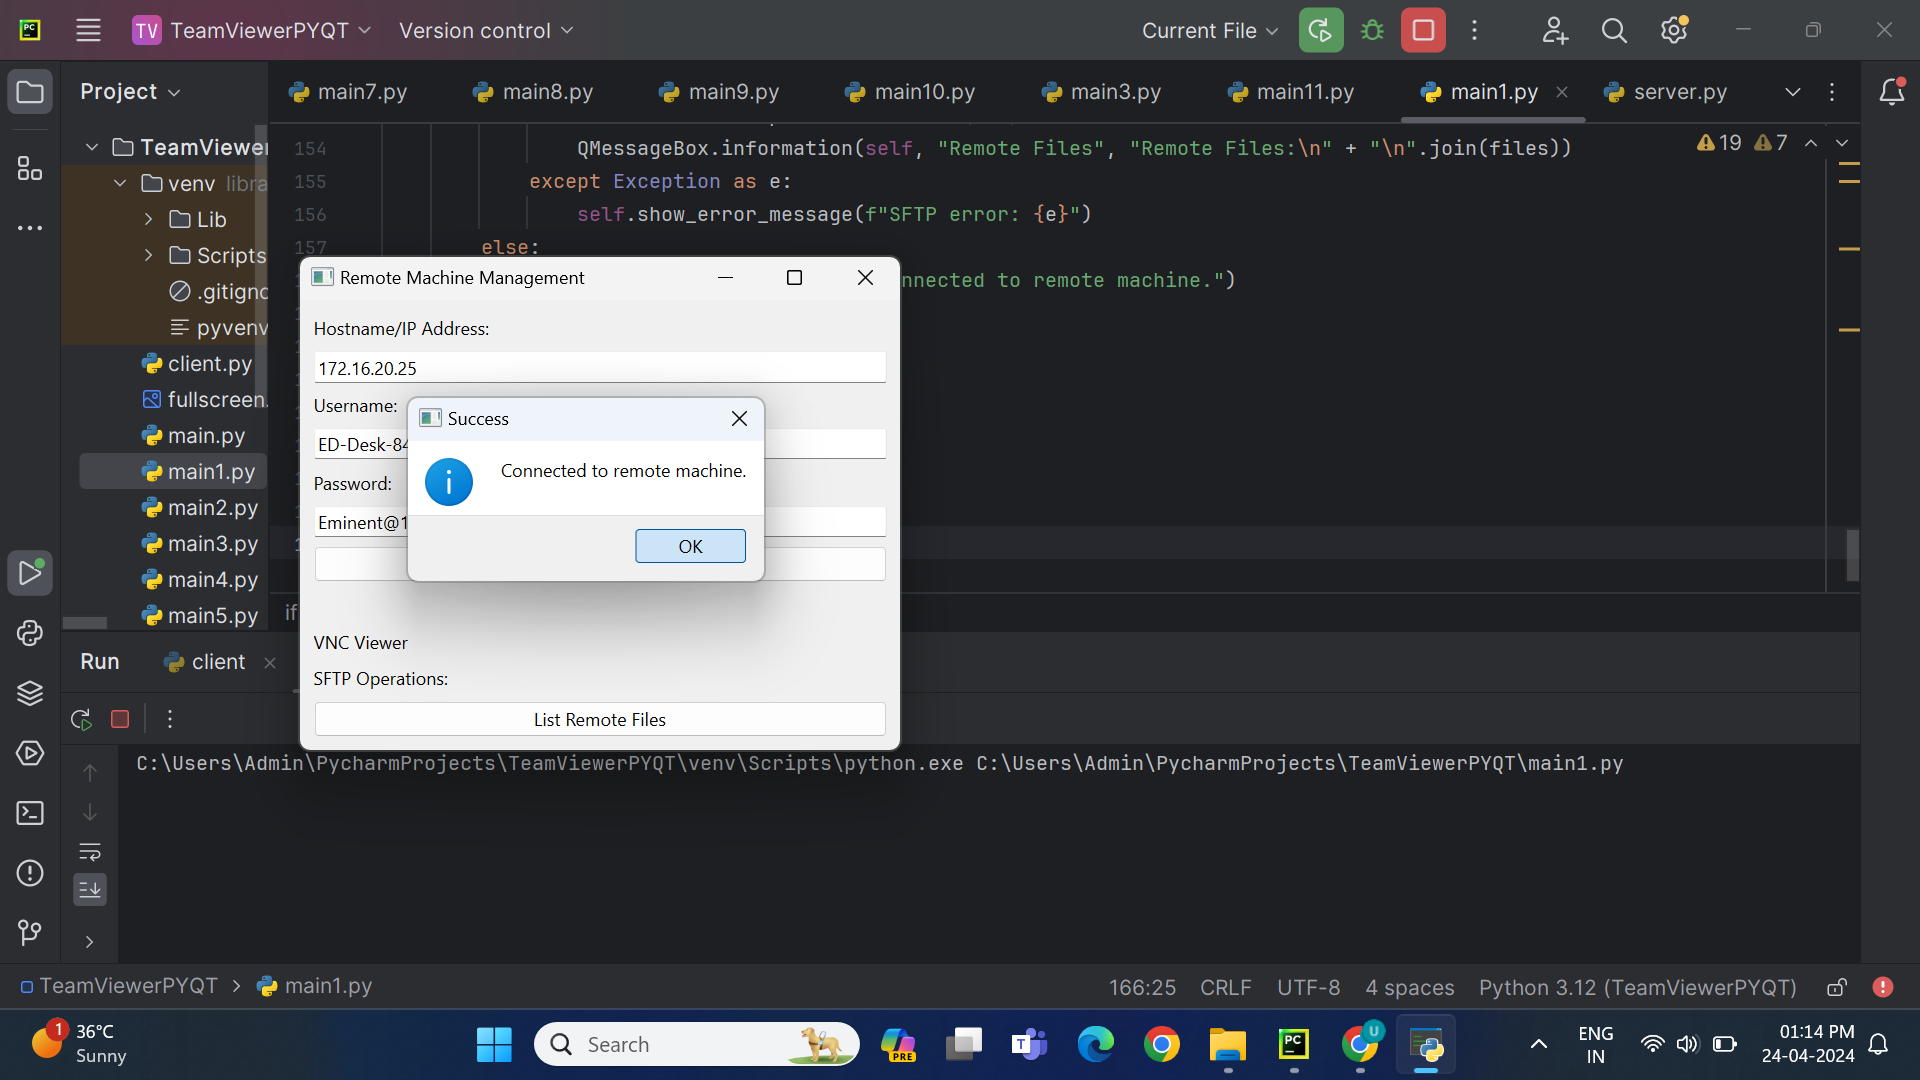 PC
TV TeamViewerPYQT
Version control
Current File
Project
main7.py
main8.py
main9.py
main10.py
main3.py
main11.py
main1.py
server.py
TeamViewer
venv libra
Lib
Scripts
.gitigno
pyvenv
client.py
fullscreen.
main.py
main1.py
main2.py
main3.py
main4.py
main5.py
19 7
154 QMessageBox.information(self, "Remote Files", "Remote Files:\n" + "\n".join(files))
155 except Exception as e:
156 self.show_error_message(f"SFTP error: {e}")
157 else:
nnected to remote machine.")
if
Remote Machine Management
Hostname/IP Address:
172.16.20.25
Username:
ED-Desk-84
Password:
Eminent@1
Success
Connected to remote machine.
OK
VNC Viewer
SFTP Operations:
List Remote Files
Run
client
C:\Users\Admin\PycharmProjects\TeamViewerPYQT\venv\Scripts\python.exe C:\Users\Admin\PycharmProjects\TeamViewerPYQT\main1.py
TeamViewerPYQT > main1.py
166:25 CRLF UTF-8 4 spaces Python 3.12 (TeamViewerPYQT)
1
36°C
Sunny
Search
PRE
T
PC
U
ENG
IN
01:14 PM
24-04-2024